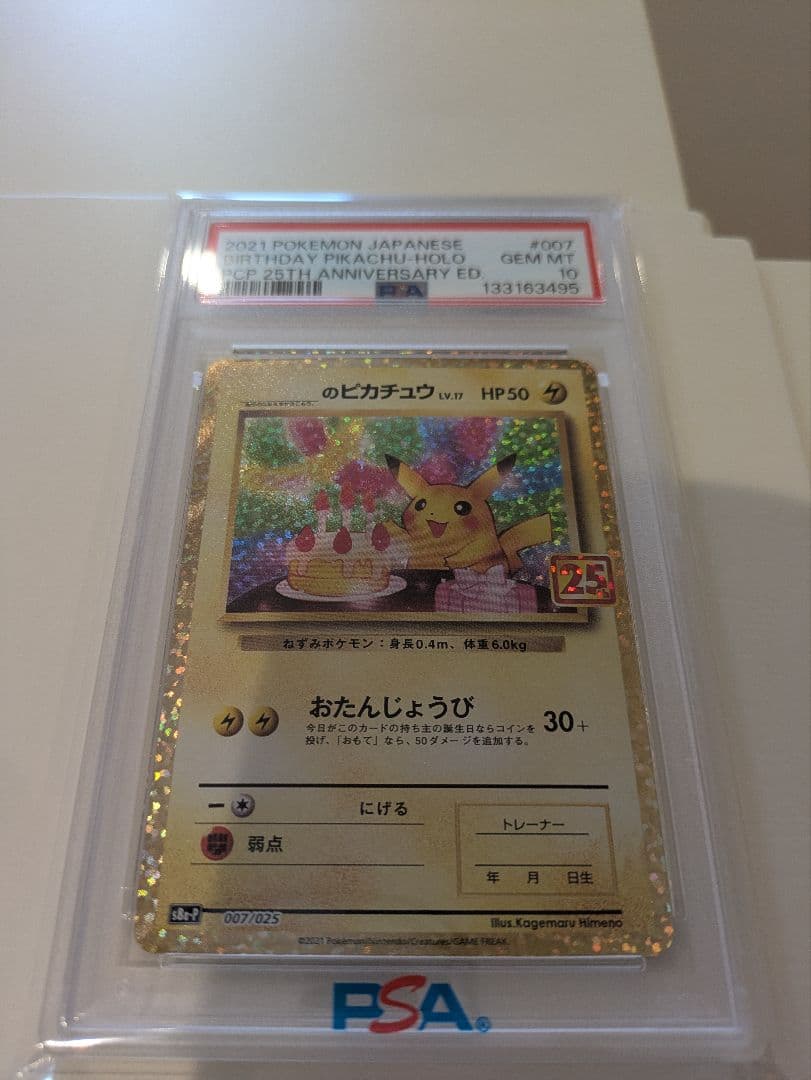 2021 POKEMON JAPANESE #007
BIRTHDAY PIKACHU-HOLO GEM MT
PCP 25TH ANNIVERSARY ED. 10
PSA 133163495
のピカチュウ LV.17 HP50
25
ねずみポケモン：身長0.4m、体重6.0kg
おたんじょうび 30+
今日がこのカードの持ち主の誕生日ならコインを
投げ、「おもて」なら、50ダメージを追加する。
にげる
弱点
トレーナー
年 月 日生
s8a-P 007/025 Illus.Kagemaru Himeno
©2021 Pokémon/Nintendo/Creatures/GAME FREAK.
PSA®